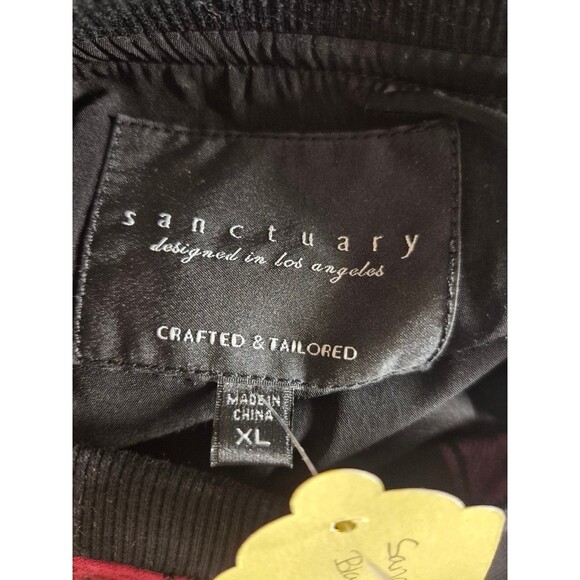 sanctuary
designed in los angeles
CRAFTED & TAILORED
MADE IN
CHINA
XL